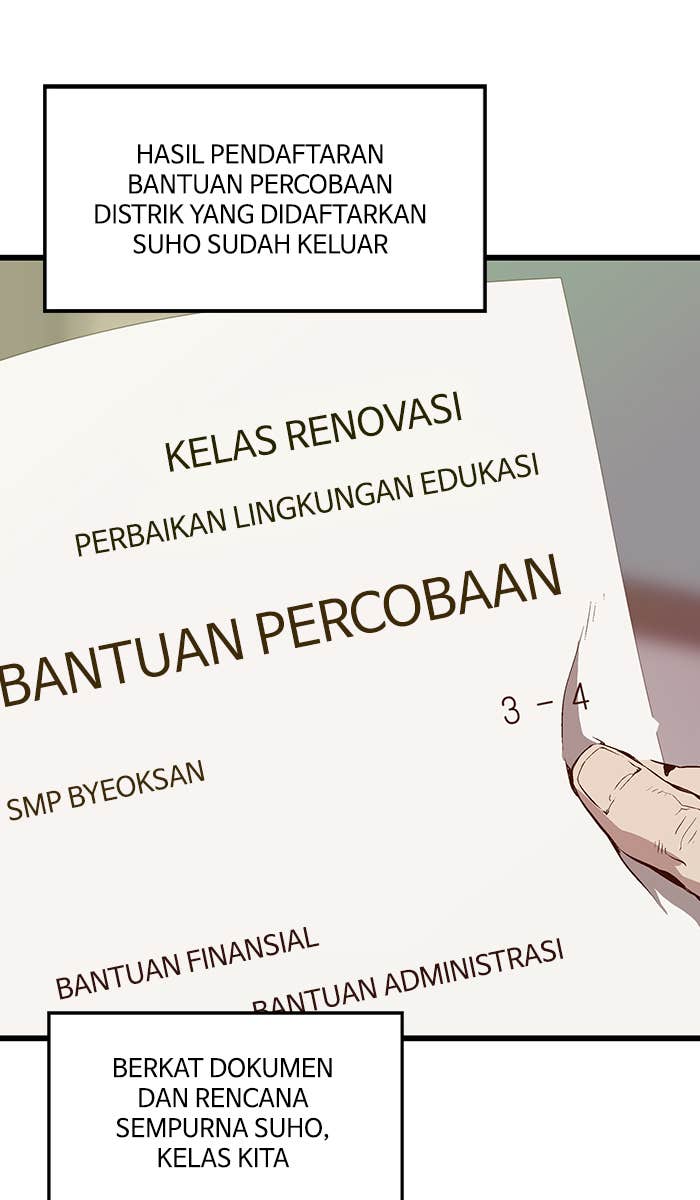 HASIL PENDAFTARAN
BANTUAN PERCOBAAN
DISTRIK YANG DIDAFTARKAN
SUHO SUDAH KELUAR
KELAS RENOVASI
PERBAIKAN LINGKUNGAN EDUKASI
BANTUAN PERCOBAAN
3 - 4
SMP BYEOKSAN
BANTUAN FINANSIAL
BANTUAN ADMINISTRASI
BERKAT DOKUMEN
DAN RENCANA
SEMPURNA SUHO,
KELAS KITA